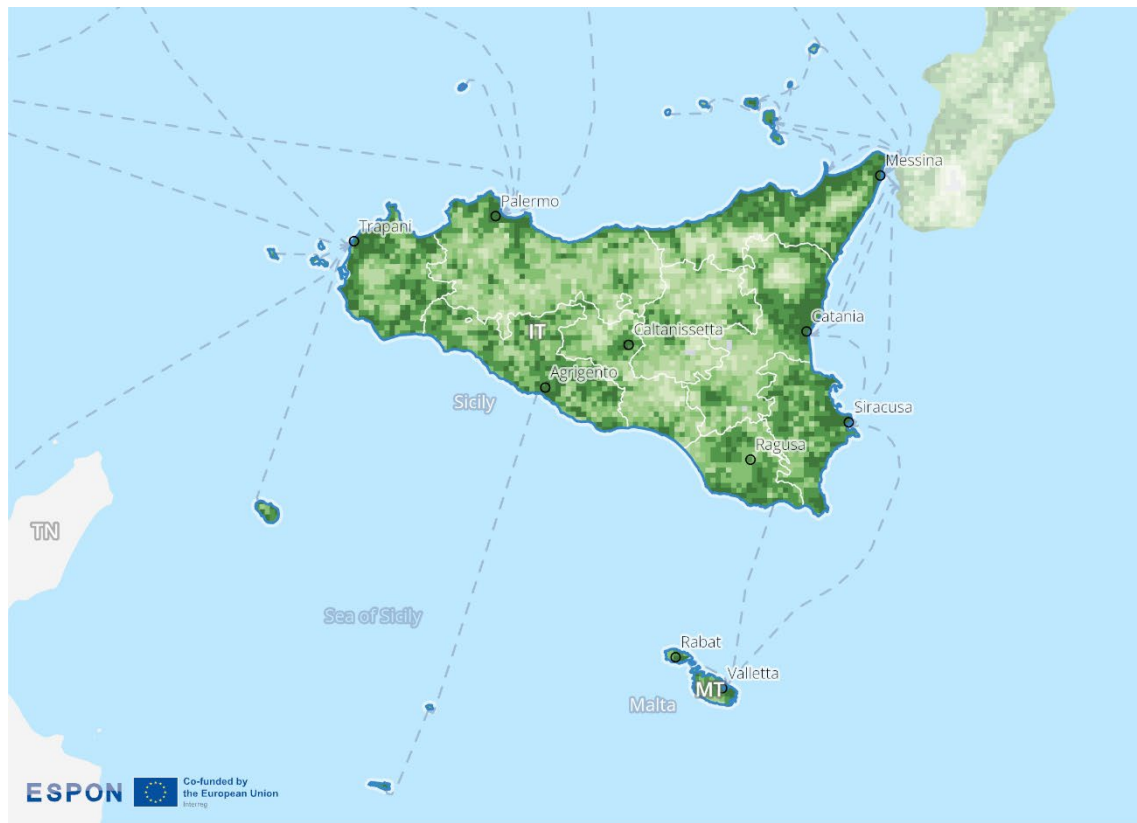 Messina
Palermo
Trapani
IT
Caltanissetta
Catania
Agrigento
Sicily
Siracusa
Ragusa
TN
Sea of Sicily
Rabat
Valletta
MT
Malta
ESPON
Co-funded by
the European Union
Interreg